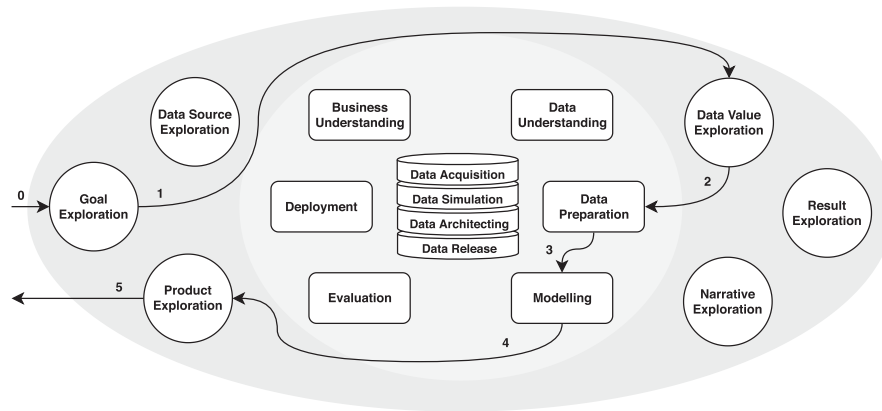 Data Source
Exploration
Business
Understanding
Data
Understanding
Data Value
Exploration
0
Goal
Exploration
1
Deployment
Data Acquisition
Data Simulation
Data Architecting
Data Release
Data
Preparation
2
Result
Exploration
3
5
Product
Exploration
Evaluation
Modelling
Narrative
Exploration
4